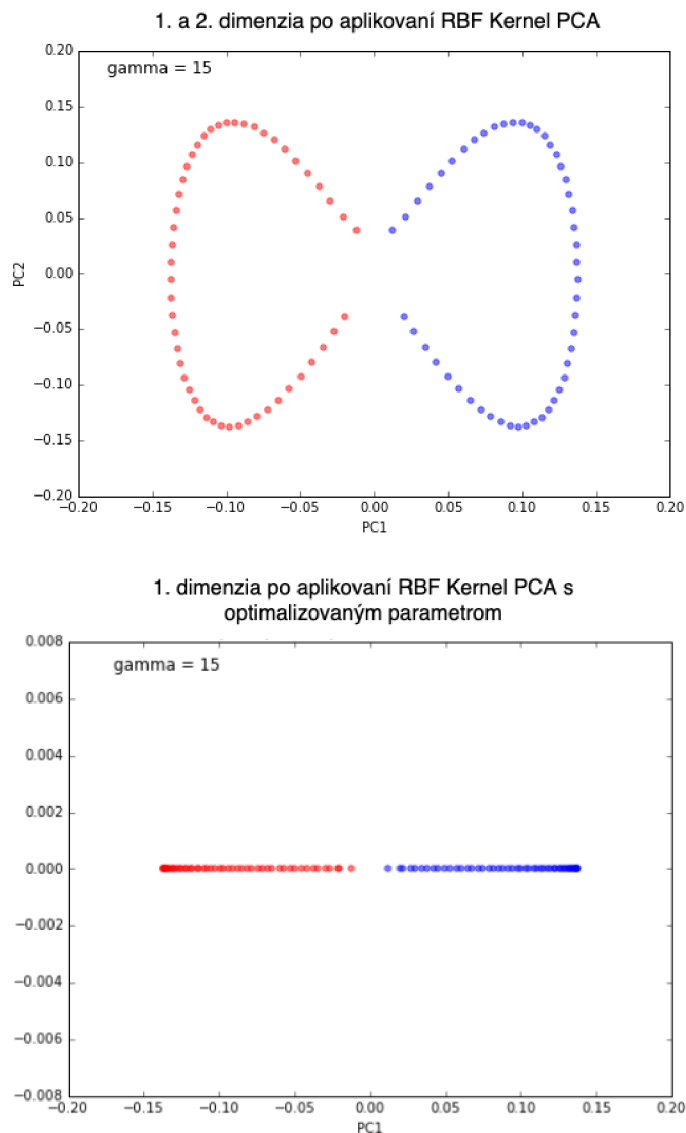 1. a 2. dimenzia po aplikovaní RBF Kernel PCA
0.20
gamma = 15
0.15
0.10
0.05
PC2
0.00
−0.05
−0.10
−0.15
−0.20
−0.20 −0.15 −0.10 −0.05 0.00 0.05 0.10 0.15 0.20
PC1
1. dimenzia po aplikovaní RBF Kernel PCA s
optimalizovaným parametrom
0.008
gamma = 15
0.006
0.004
0.002
0.000
−0.002
−0.004
−0.006
−0.008
−0.20 −0.15 −0.10 −0.05 0.00 0.05 0.10 0.15 0.20
PC1